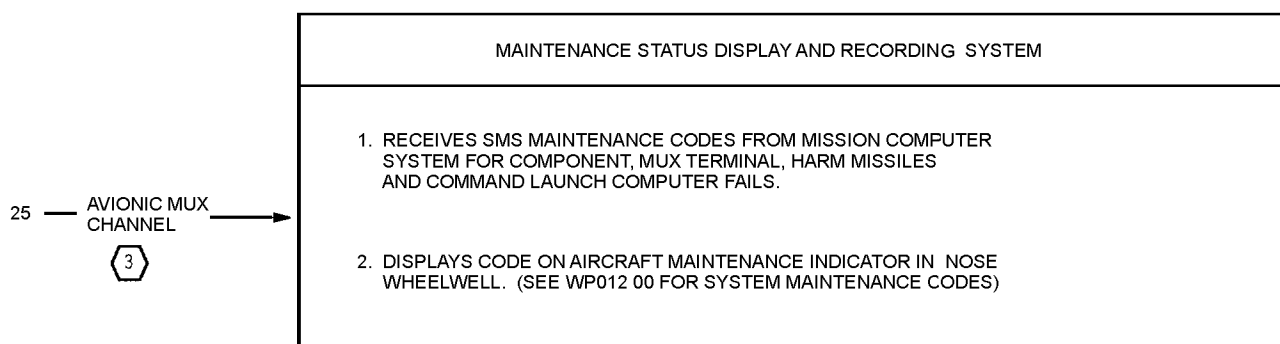 MAINTENANCE STATUS DISPLAY AND RECORDING SYSTEM
1. RECEIVES SMS MAINTENANCE CODES FROM MISSION COMPUTER
SYSTEM FOR COMPONENT, MUX TERMINAL, HARM MISSILES
AND COMMAND LAUNCH COMPUTER FAILS.
25 — AVIONIC MUX
CHANNEL
3
2. DISPLAYS CODE ON AIRCRAFT MAINTENANCE INDICATOR IN NOSE
WHEELWELL. (SEE WP012 00 FOR SYSTEM MAINTENANCE CODES)